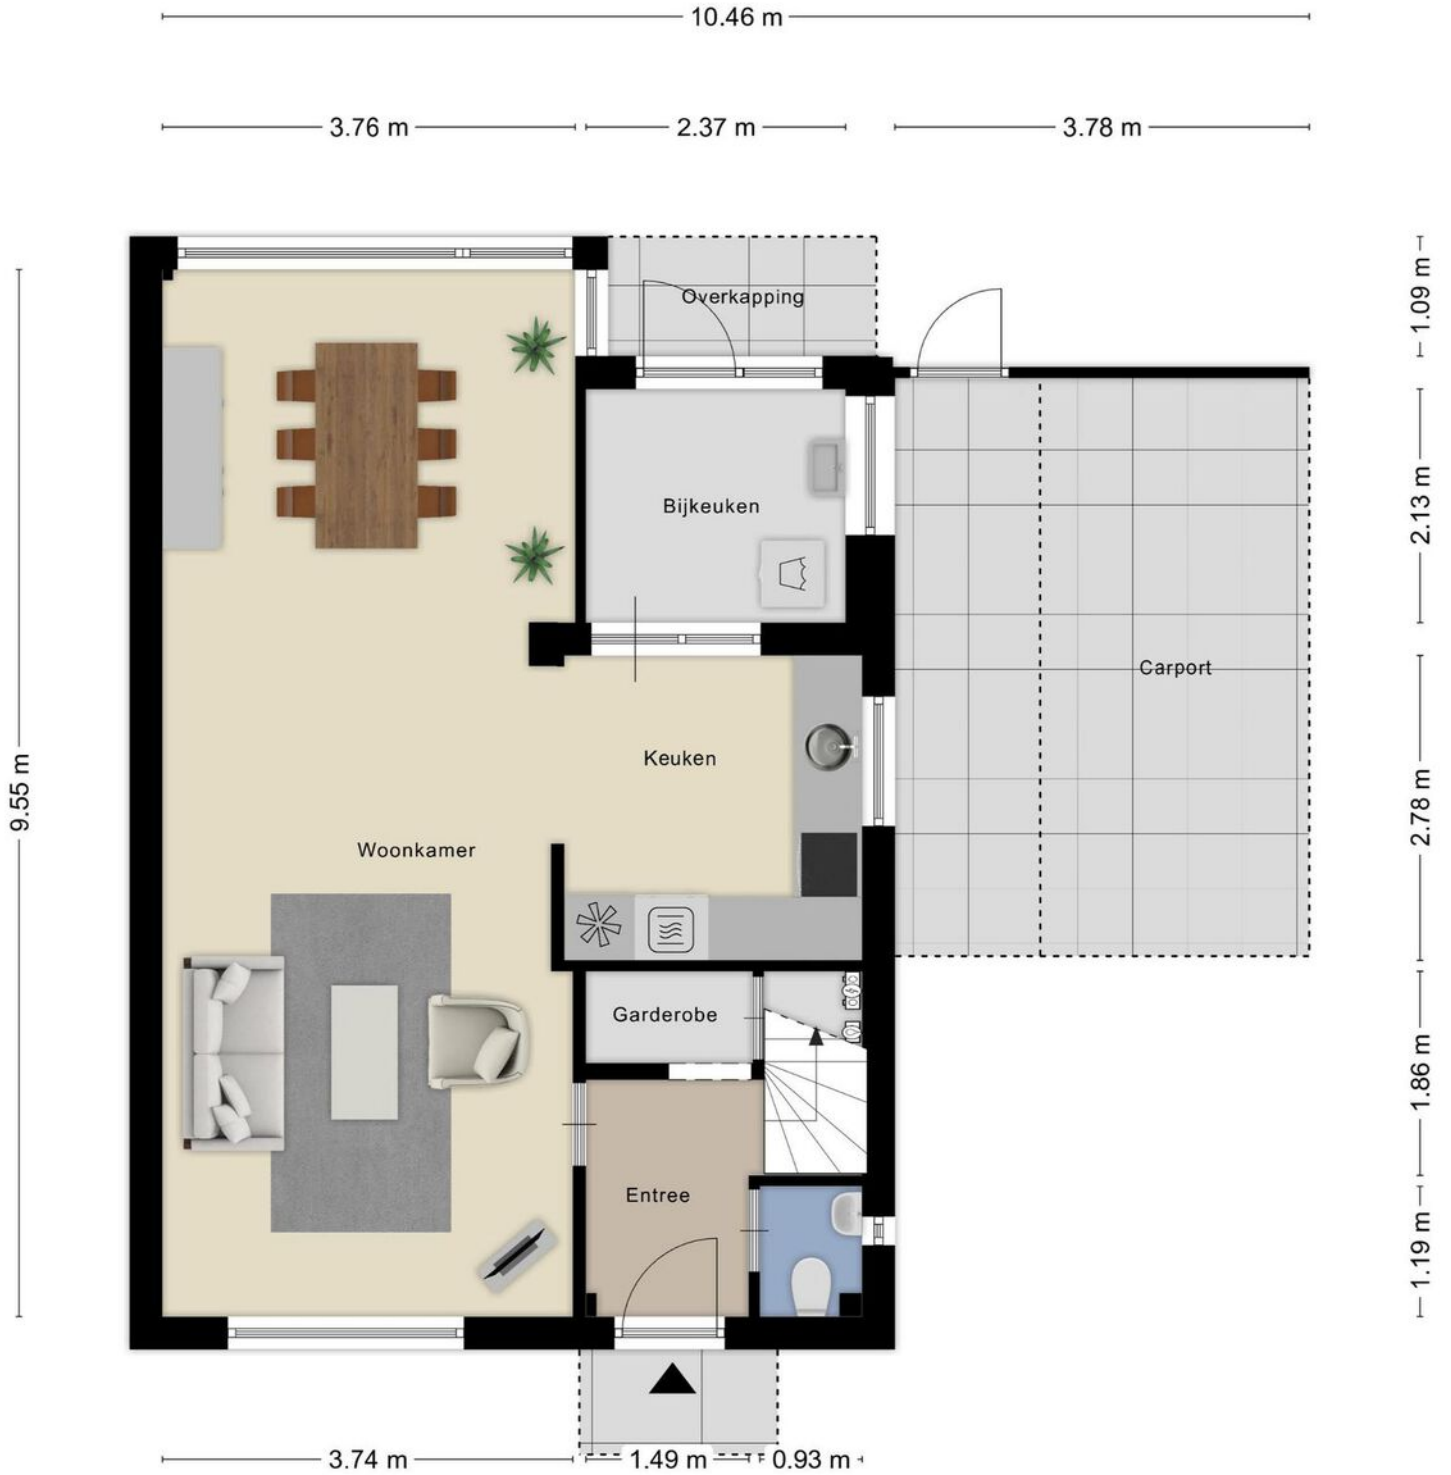 10.46 m
3.76 m
2.37 m
3.78 m
Overkapping
1.09 m
Bijkeuken
2.13 m
Carport
Keuken
9.55 m
2.78 m
Woonkamer
Garderobe
1.86 m
Entree
1.19 m
3.74 m
1.49 m
0.93 m